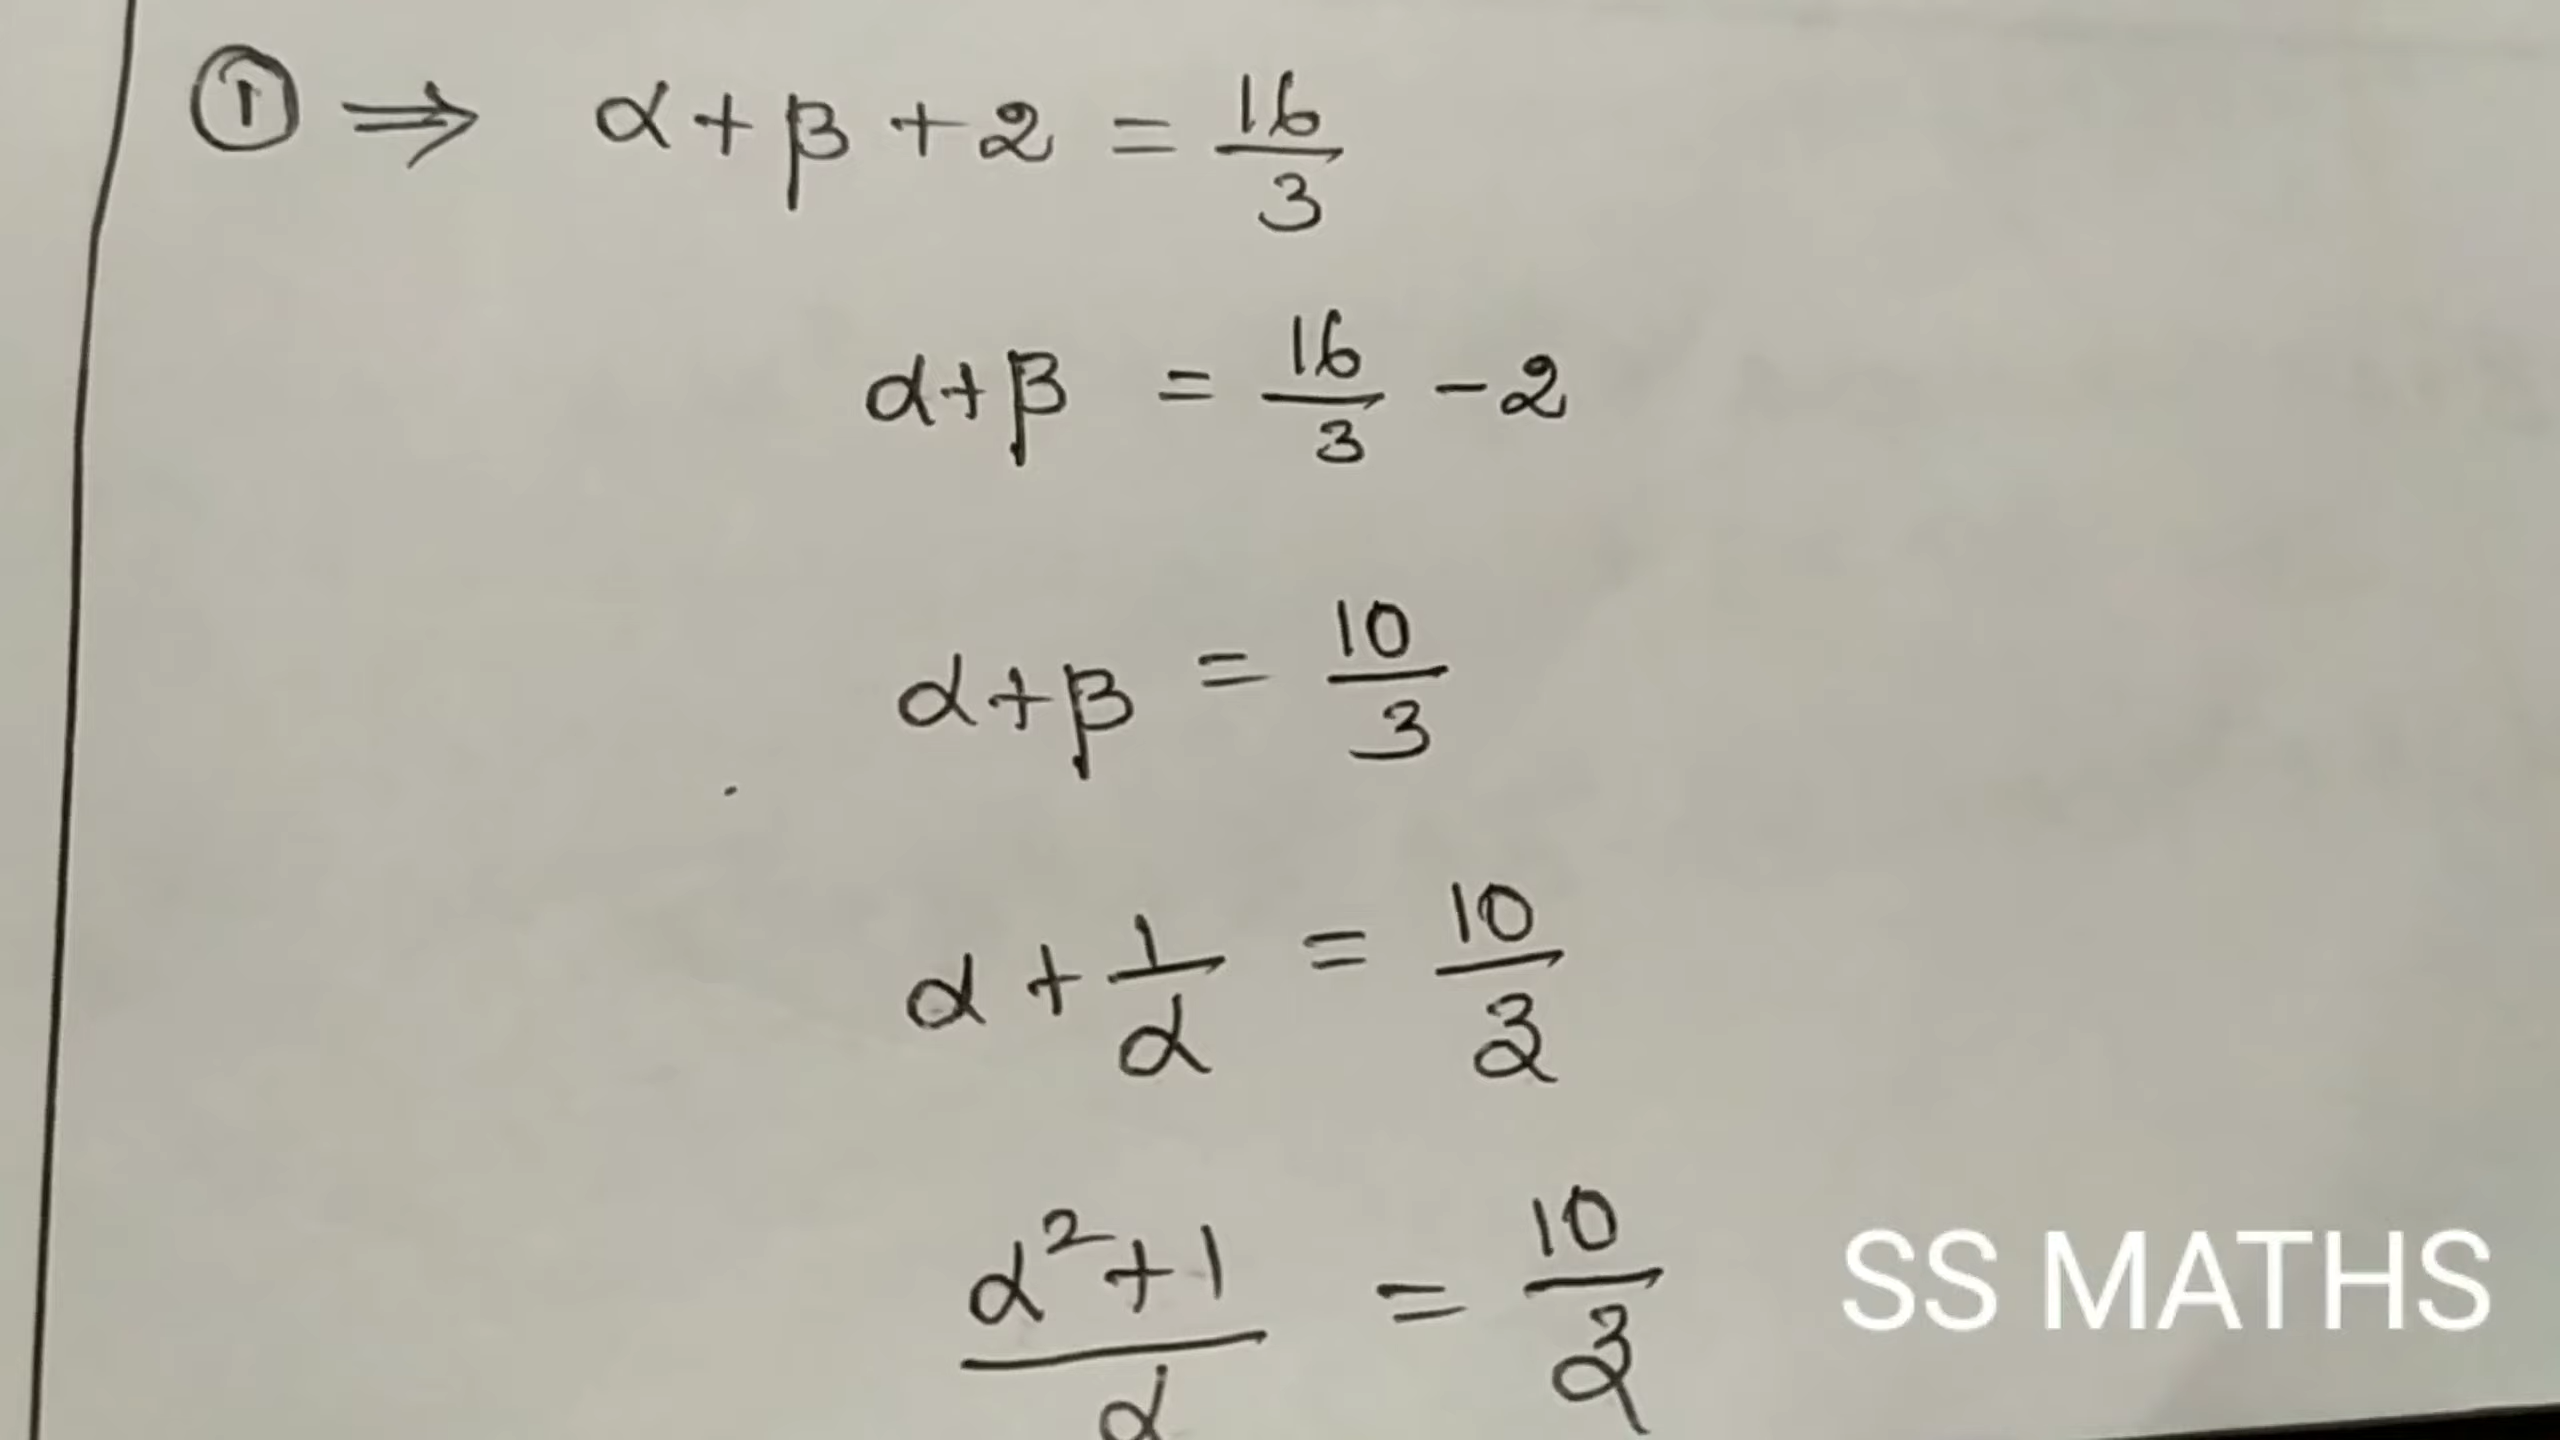 ① ⇒ α + β + 2 = 16/3
α+β = 16/3 - 2
α+β = 10/3
α + 1/α = 10/3
(α²+1)/α = 10/3
SS MATHS